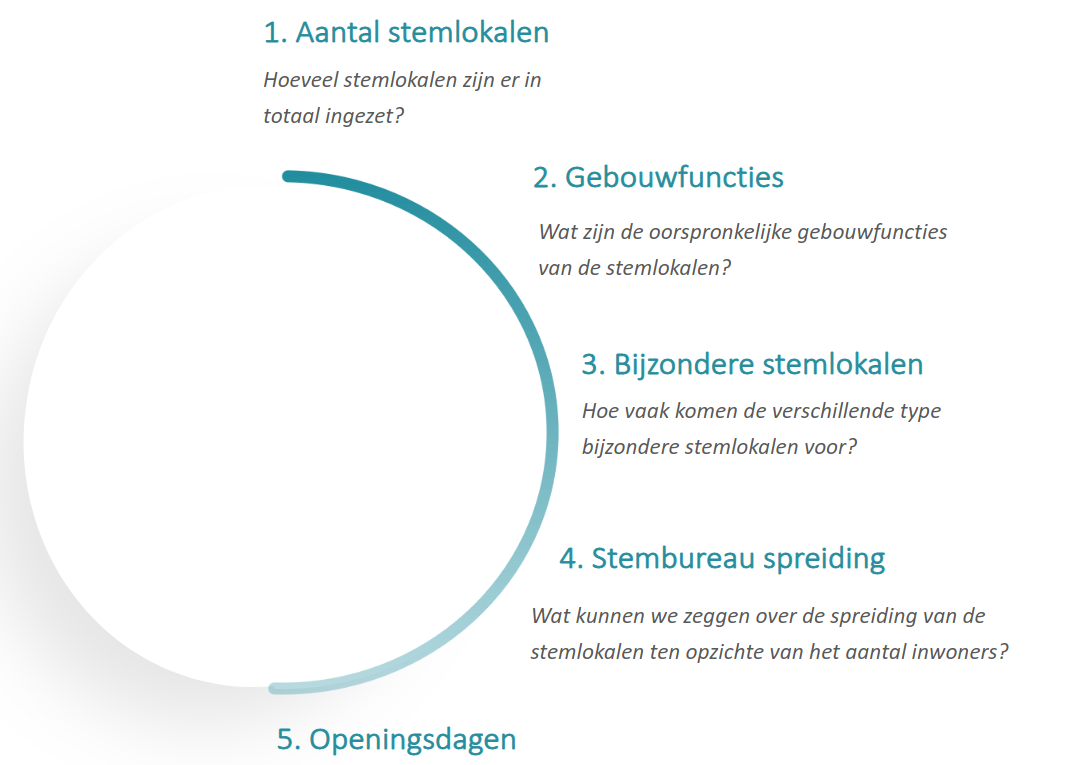 1. Aantal stemlokalen
Hoeveel stemlokalen zijn er in
totaal ingezet?
2. Gebouwfuncties
Wat zijn de oorspronkelijke gebouwfuncties
van de stemlokalen?
3. Bijzondere stemlokalen
Hoe vaak komen de verschillende type
bijzondere stemlokalen voor?
4. Stembureau spreiding
Wat kunnen we zeggen over de spreiding van de
stemlokalen ten opzichte van het aantal inwoners?
5. Openingsdagen